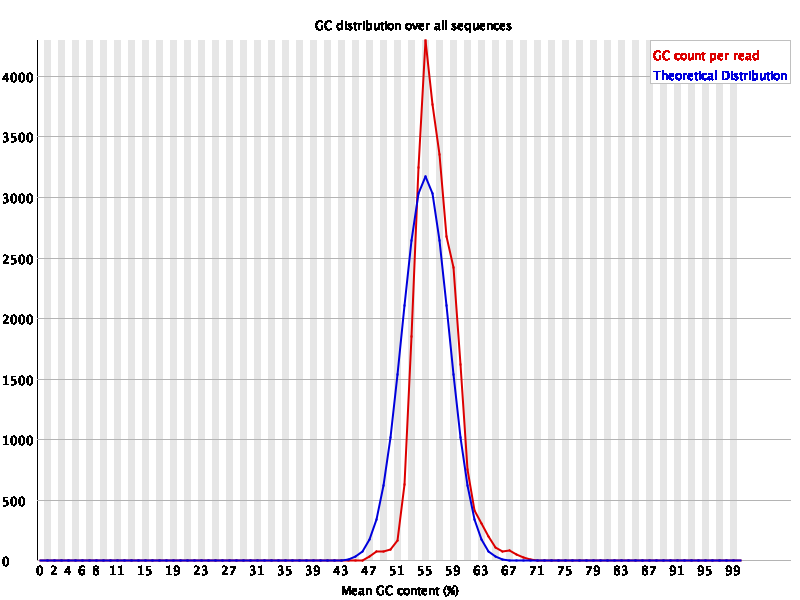 GC distribution over all sequences
GC count per read
Theoretical Distribution
4000
3500
3000
2500
2000
1500
1000
500
0
0 2 4 6 8 11 15 19 23 27 31 35 39 43 47 51 55 59 63 67 71 75 79 83 87 91 95 99
Mean GC content (%)